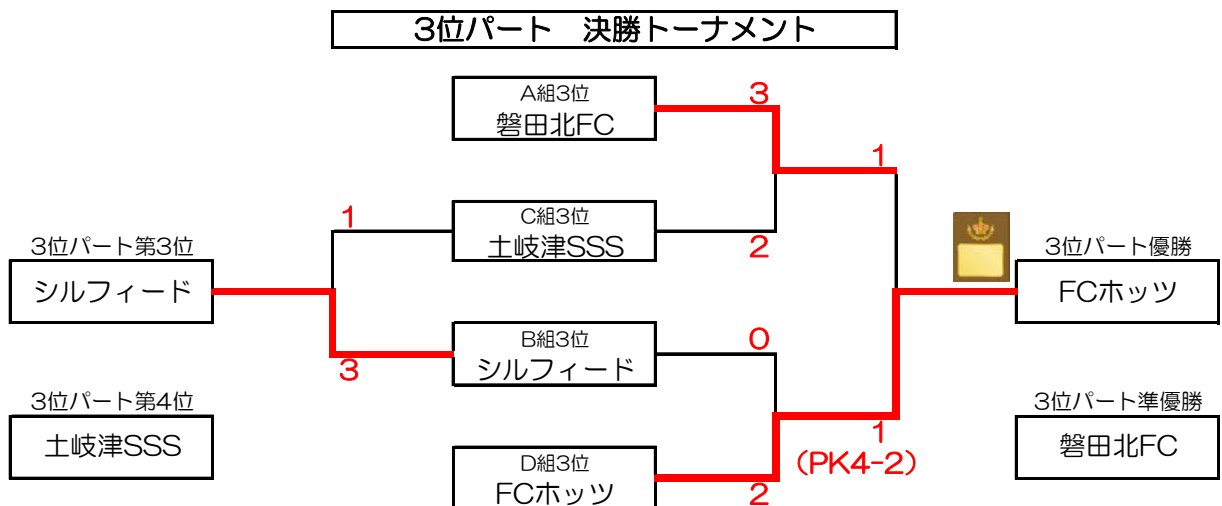 3位パート　決勝トーナメント
A組3位
磐田北FC
3
1
C組3位
土岐津SSS
1
2
3位パート第3位
シルフィード
3位パート優勝
FCホッツ
B組3位
シルフィード
0
3
3位パート第4位
土岐津SSS
3位パート準優勝
磐田北FC
1
(PK4-2)
D組3位
FCホッツ
2